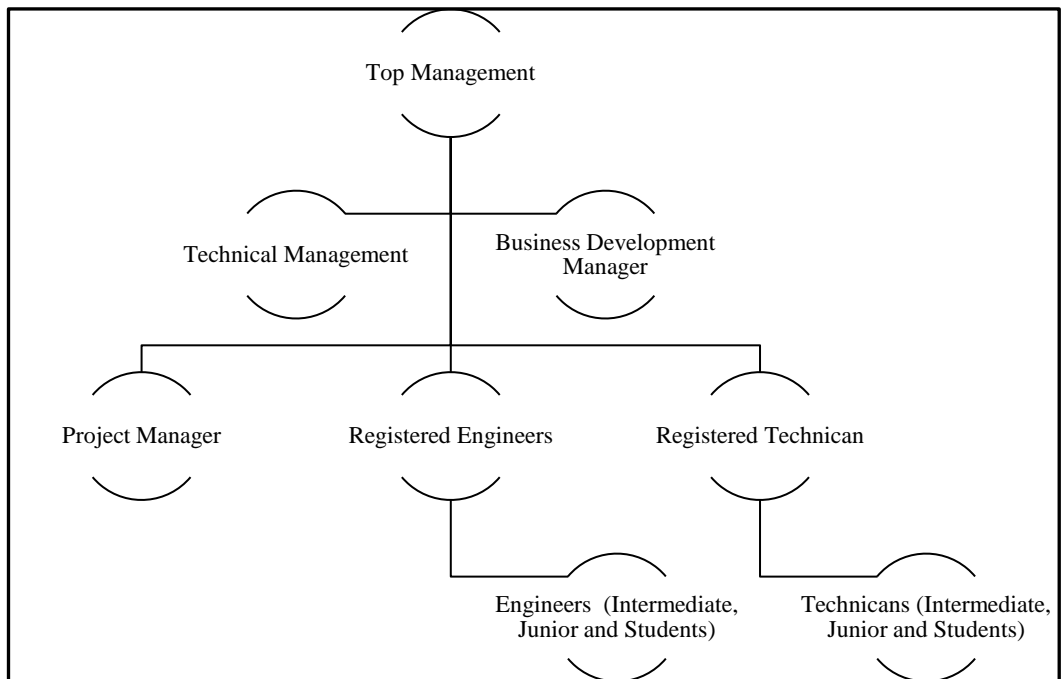 Top Management
Technical Management
Business Development
Manager
Project Manager
Registered Engineers
Registered Technican
Engineers  (Intermediate,
Junior and Students)
Technicans (Intermediate,
Junior and Students)